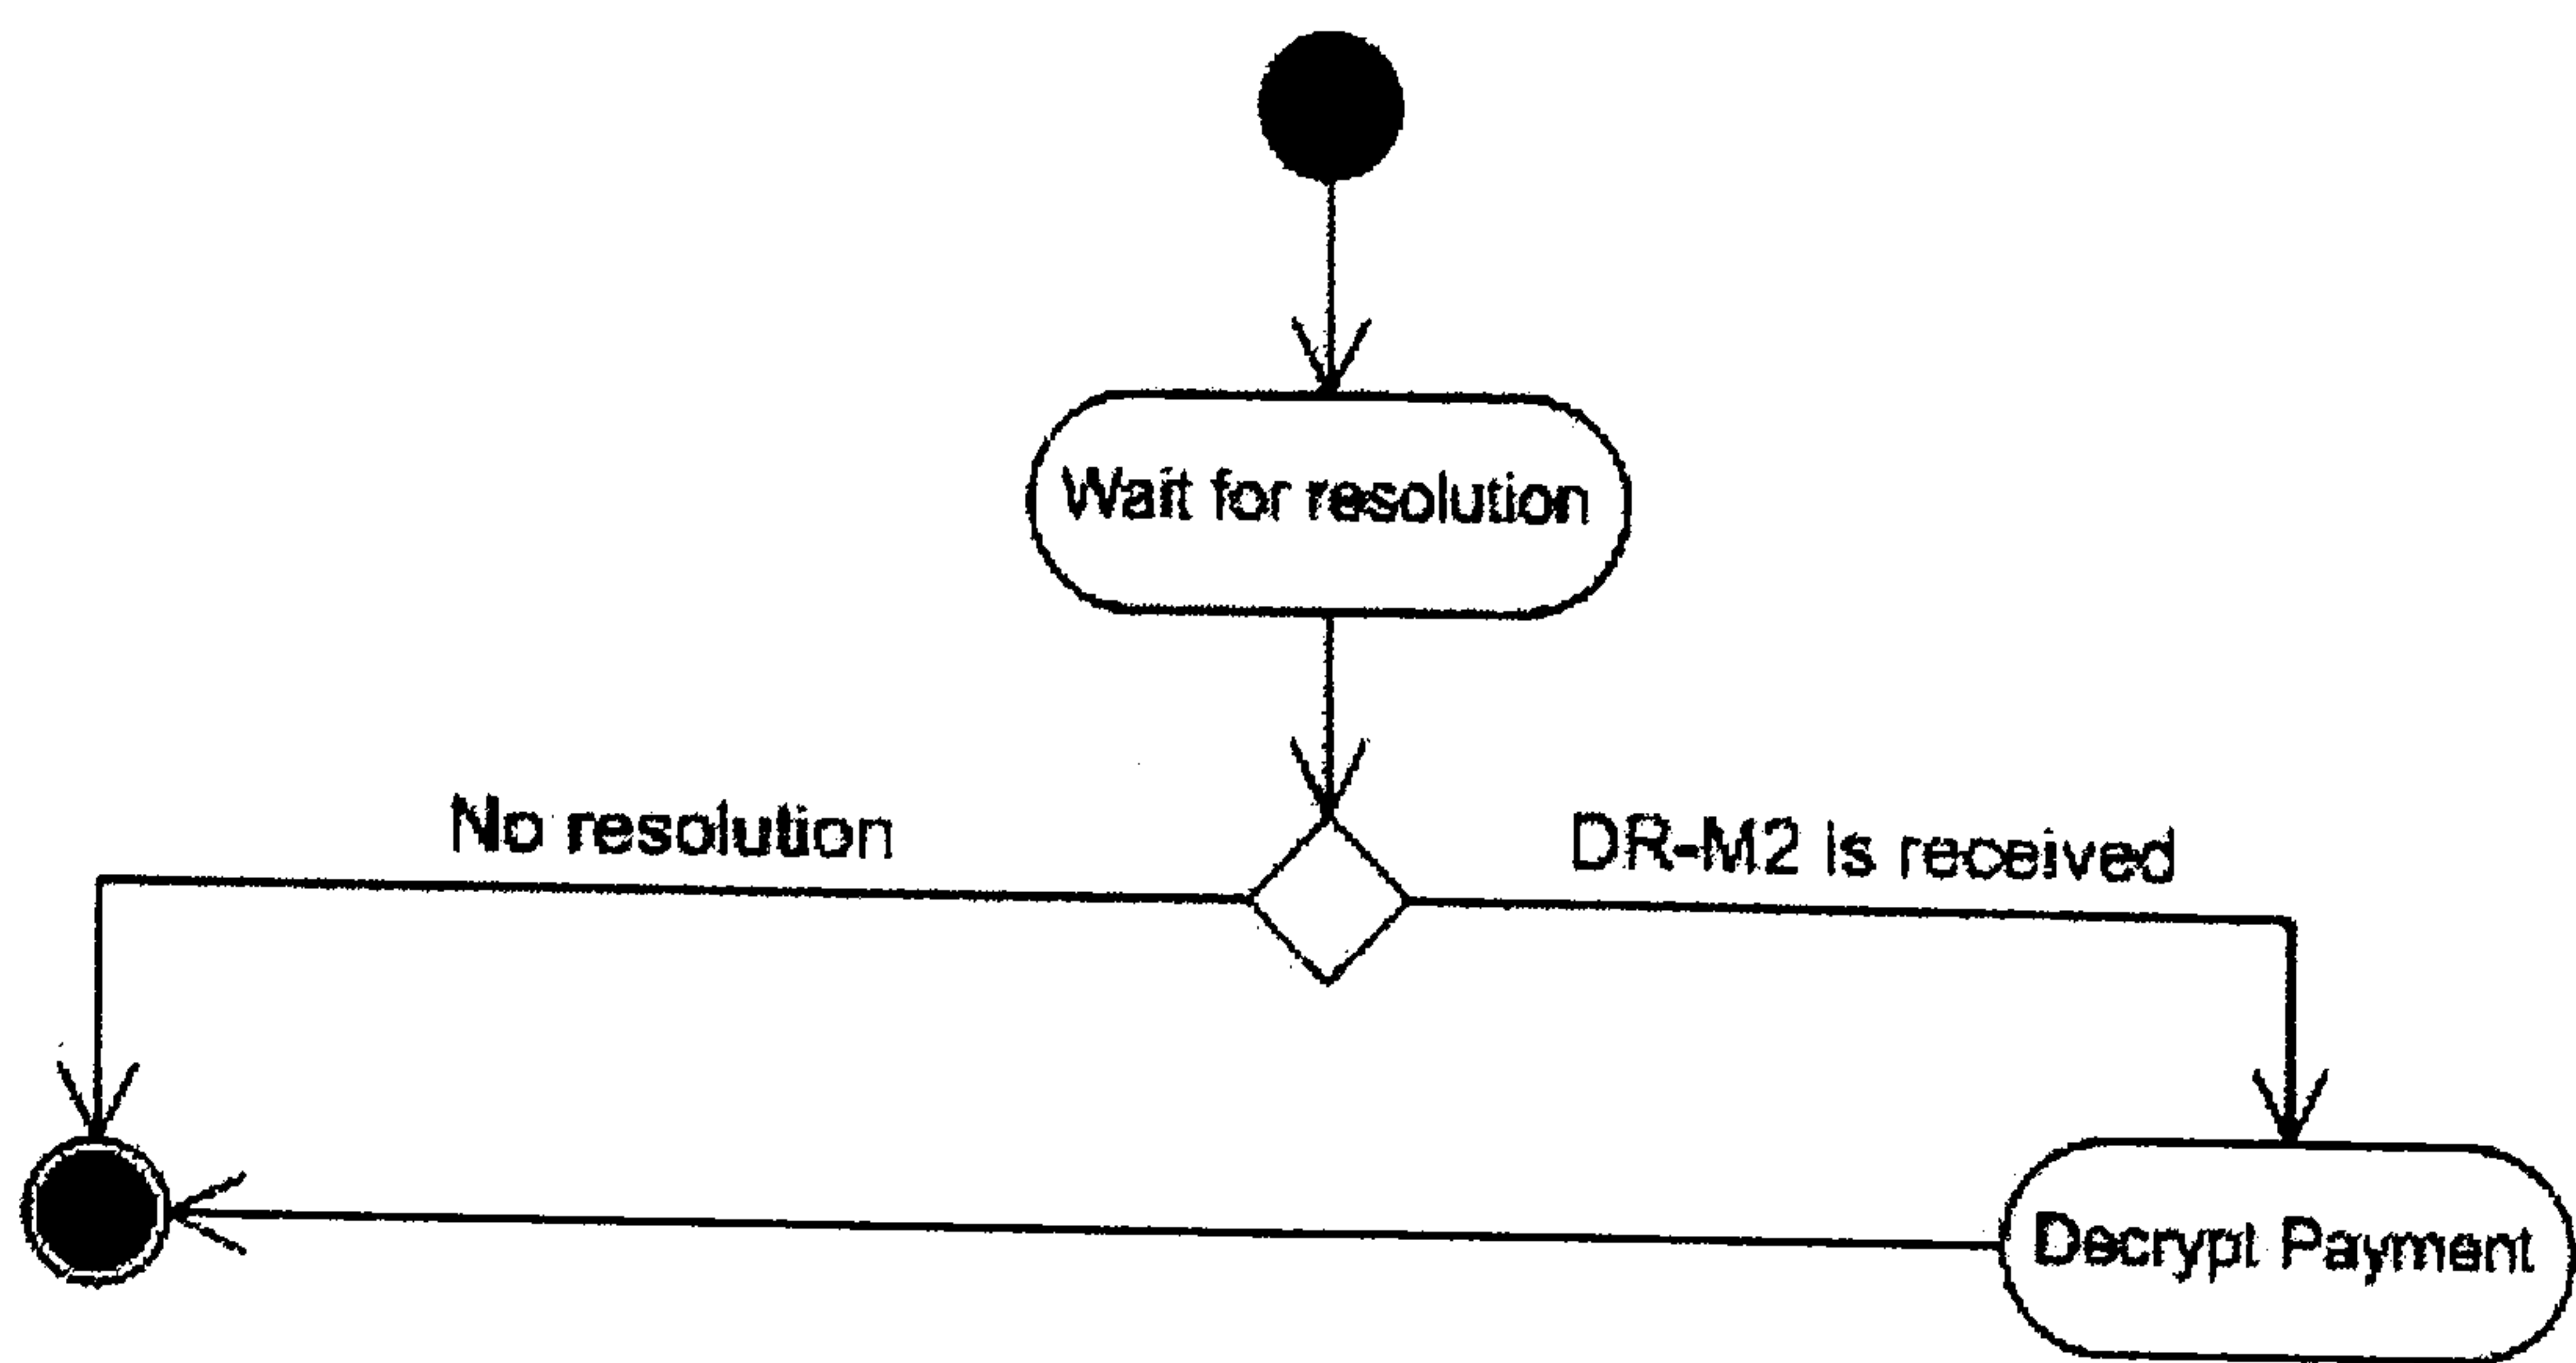 Wait for resolution
No resolution
DR-M2 is received
Decrypt Payment